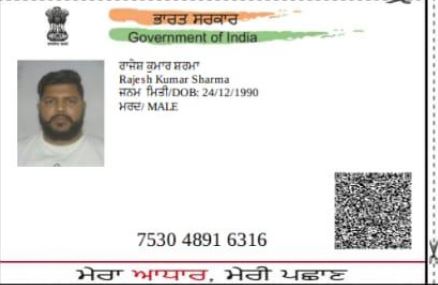 ਭਾਰਤ ਸਰਕਾਰ
Government of India
ਰਾਜੇਸ਼ ਕੁਮਾਰ ਸ਼ਰਮਾ
Rajesh Kumar Sharma
ਜਨਮ ਮਿਤੀ/DOB: 24/12/1990
ਮਰਦ/ MALE
7530 4891 6316
ਮੇਰਾ ਆਧਾਰ, ਮੇਰੀ ਪਛਾਣ